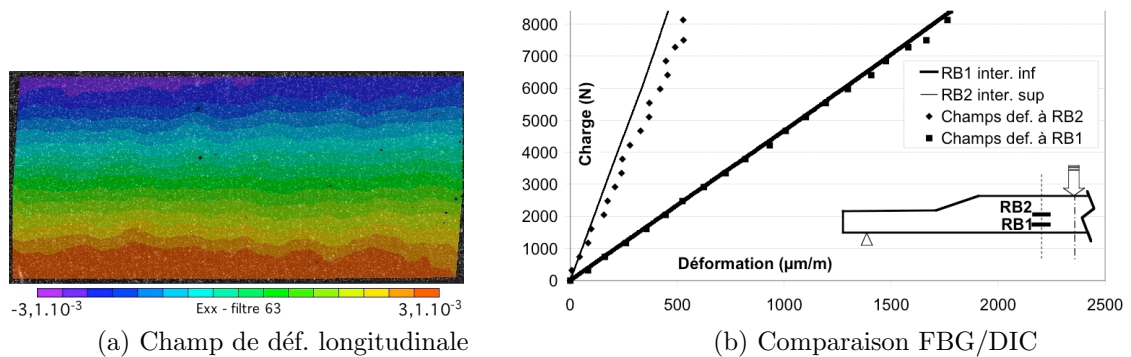 -3,1.10⁻³
Exx - filtre 63
3,1.10⁻³
(a) Champ de déf. longitudinale
8000
7000
6000
5000
4000
3000
2000
1000
0
Charge (N)
RB1 inter. inf
RB2 inter. sup
Champs def. à RB2
Champs def. à RB1
RB2
RB1
Déformation (µm/m)
0
500
1000
1500
2000
2500
(b) Comparaison FBG/DIC